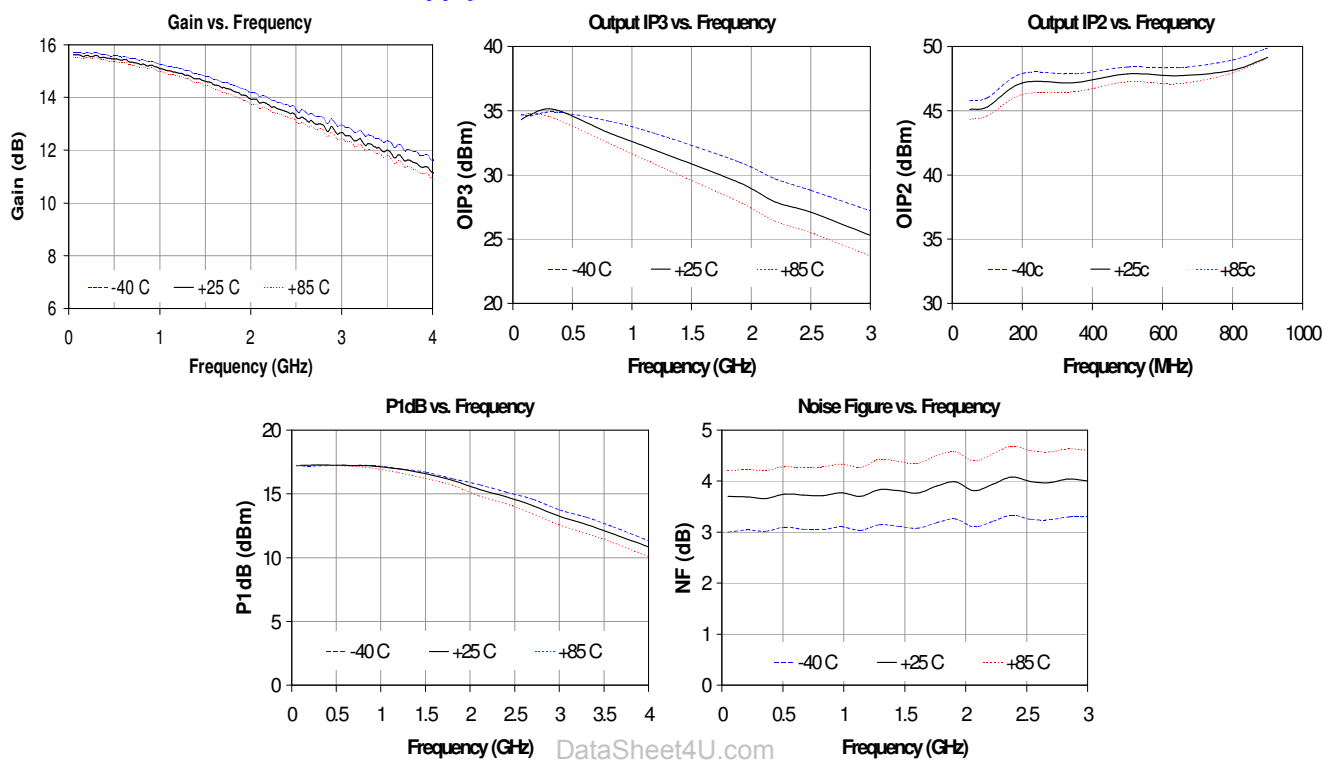 Gain vs. Frequency
16
14
12
10
8
6
Gain (dB)
-40 C
+25 C
+85 C
0 1 2 3 4
Frequency (GHz)
Output IP3 vs. Frequency
40
35
30
25
20
OIP3 (dBm)
-40 C
+25 C
+85 C
0 0.5 1 1.5 2 2.5 3
Frequency (GHz)
Output IP2 vs. Frequency
50
45
40
35
30
OIP2 (dBm)
-40c
+25c
+85c
0 200 400 600 800 1000
Frequency (MHz)
P1dB vs. Frequency
20
15
10
5
0
P1dB (dBm)
-40 C
+25 C
+85 C
0 0.5 1 1.5 2 2.5 3 3.5 4
Frequency (GHz)
Noise Figure vs. Frequency
5
4
3
2
1
0
NF (dB)
-40 C
+25 C
+85 C
0 0.5 1 1.5 2 2.5 3
Frequency (GHz)
DataSheet4U.com